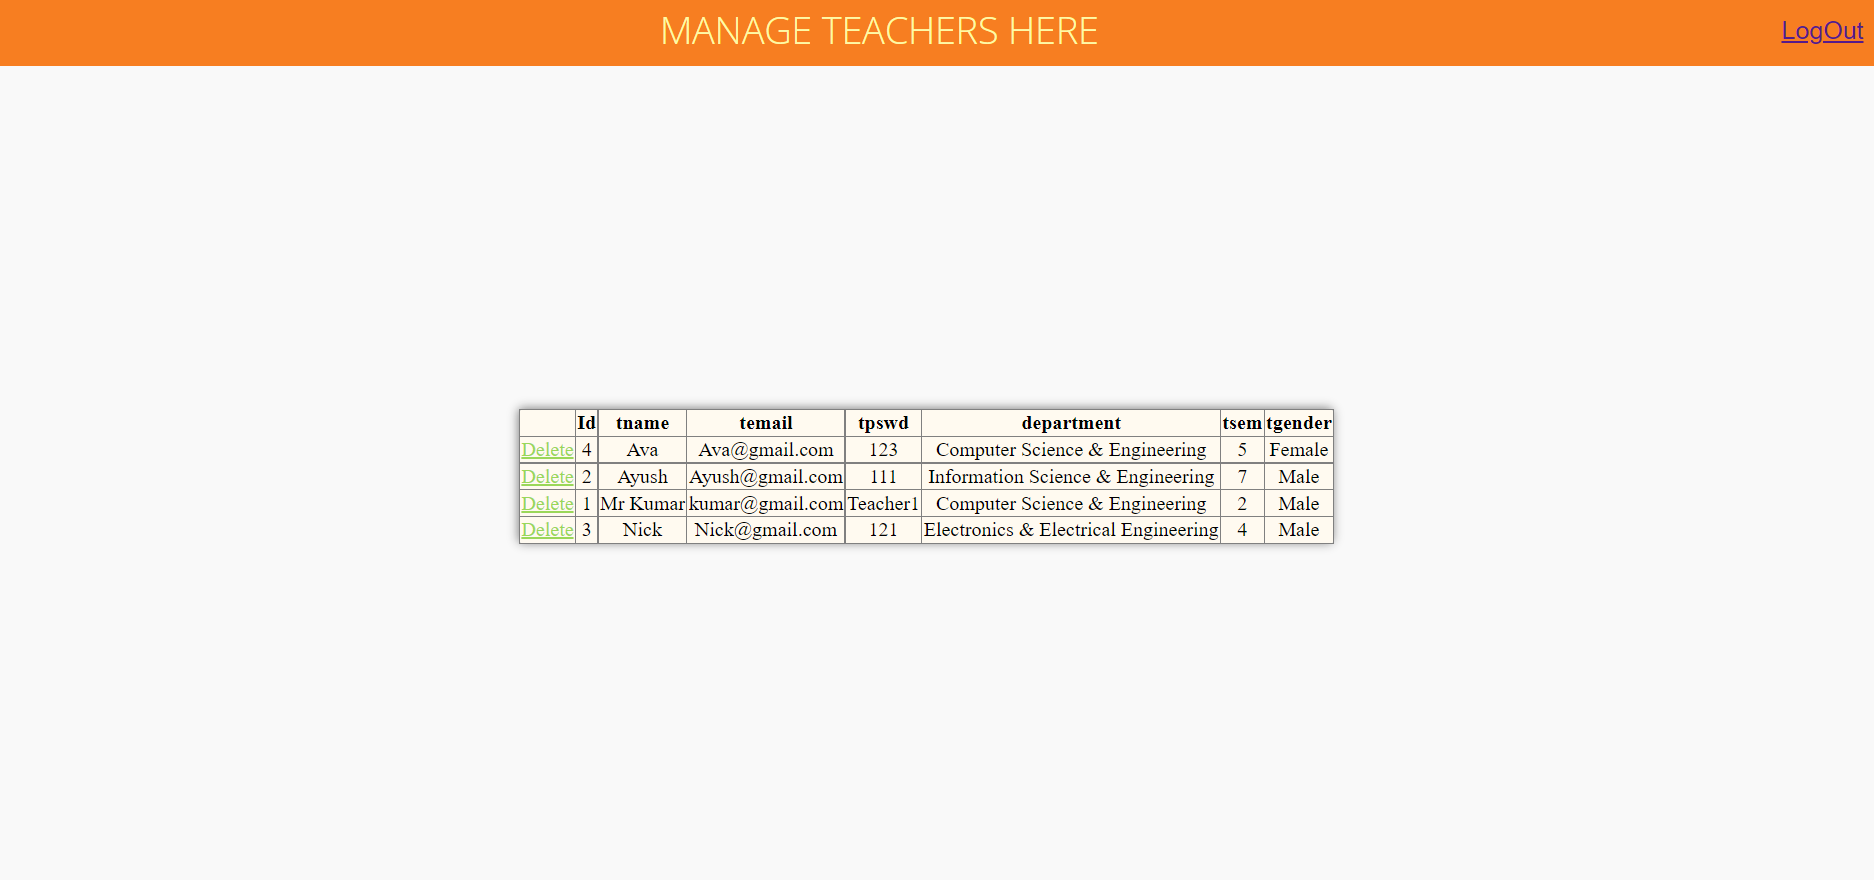 MANAGE TEACHERS HERE
LogOut
Id tname temail tpswd department tsem tgender
Delete 4 Ava Ava@gmail.com 123 Computer Science & Engineering 5 Female
Delete 2 Ayush Ayush@gmail.com 111 Information Science & Engineering 7 Male
Delete 1 Mr Kumar kumar@gmail.com Teacher1 Computer Science & Engineering 2 Male
Delete 3 Nick Nick@gmail.com 121 Electronics & Electrical Engineering 4 Male